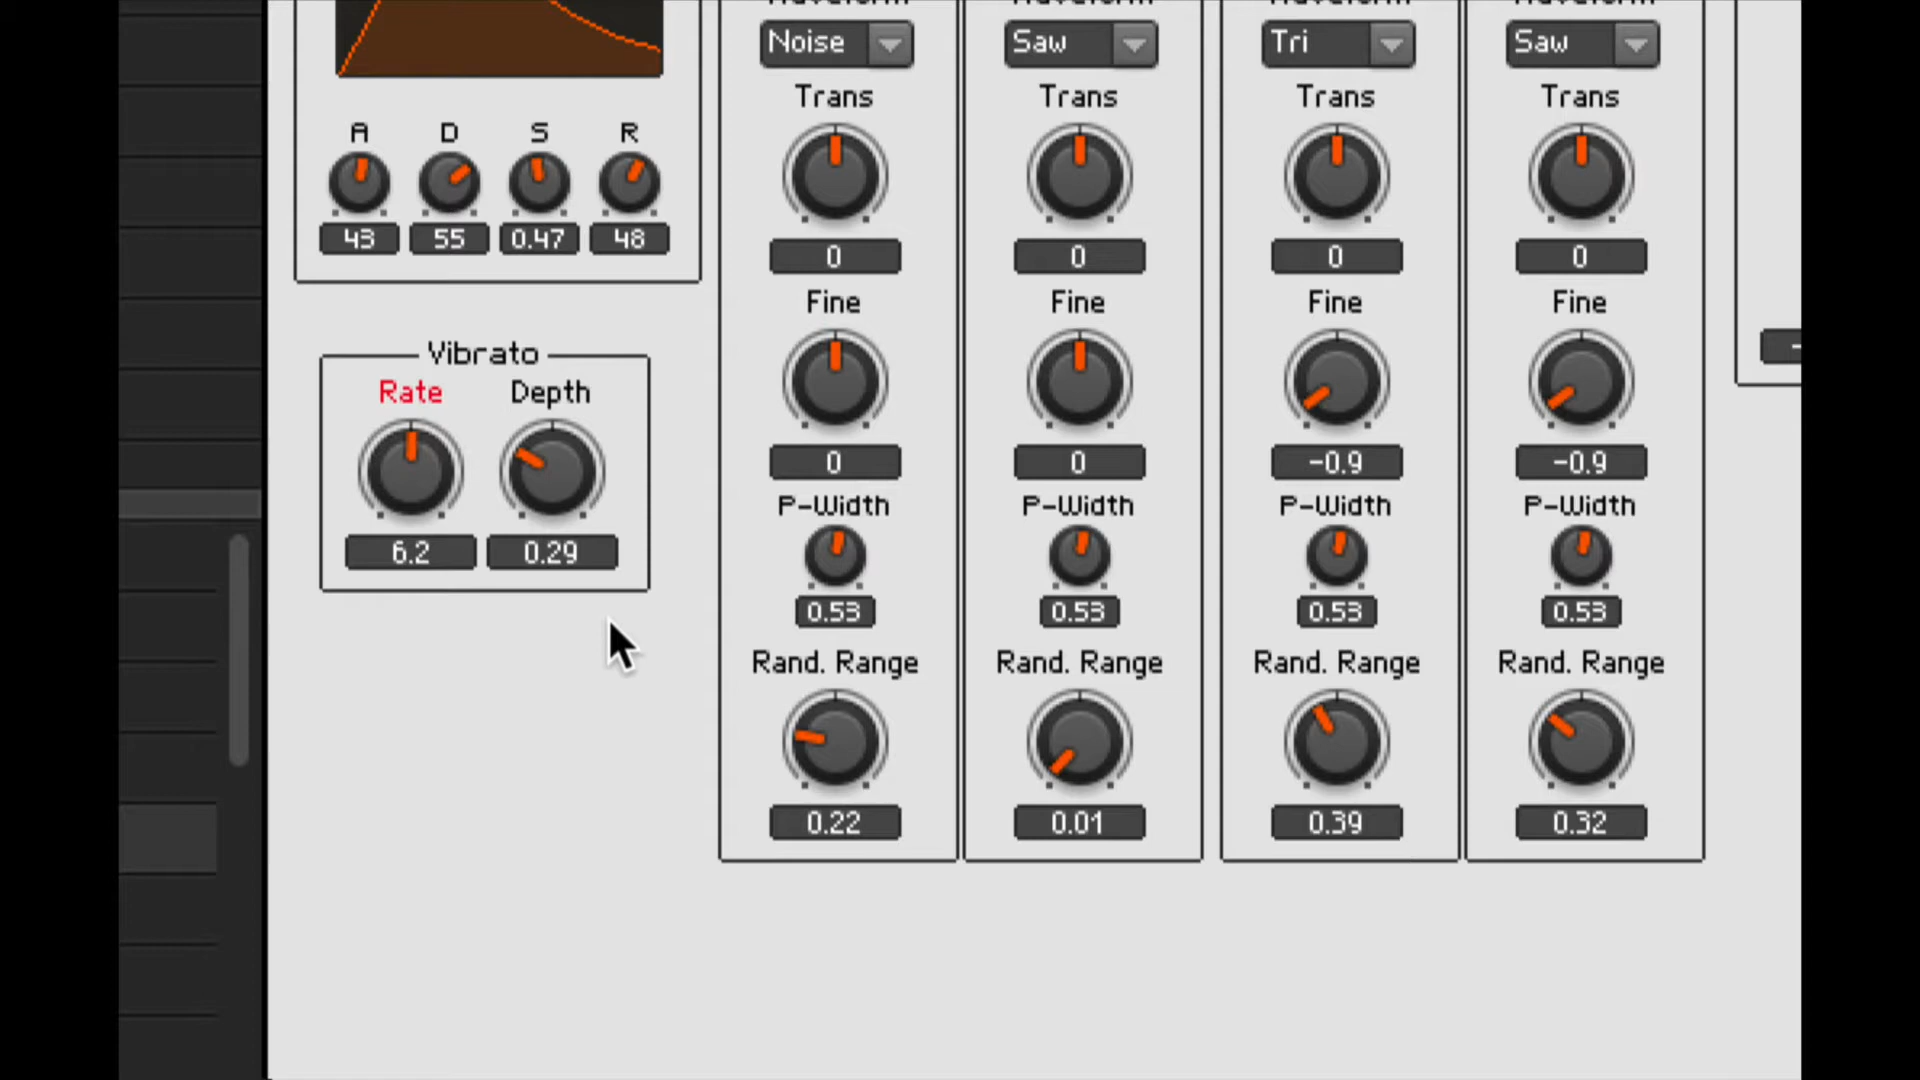 Noise Saw Tri Saw
Trans Trans Trans Trans
A D S R
43 55 0.47 48
0 0 0 0
Fine Fine Fine Fine
Vibrato
Rate Depth
0 0 -0.9 -0.9
P-Width P-Width P-Width P-Width
6.2 0.29
0.53 0.53 0.53 0.53
Rand. Range Rand. Range Rand. Range Rand. Range
0.22 0.01 0.39 0.32